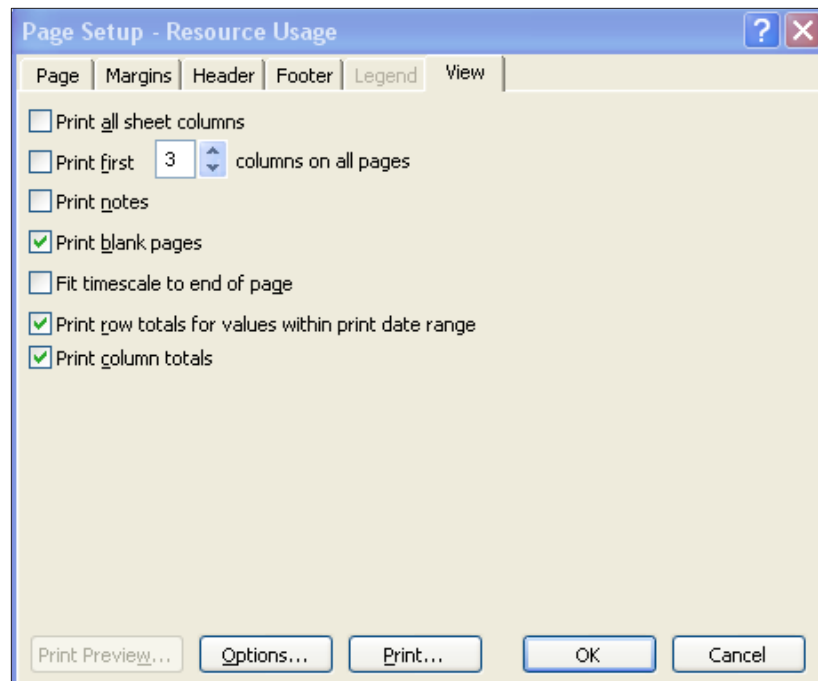 Page Setup - Resource Usage
Page Margins Header Footer Legend View
Print all sheet columns
Print first 3 columns on all pages
Print notes
Print blank pages
Fit timescale to end of page
Print row totals for values within print date range
Print column totals
Print Preview... Options... Print... OK Cancel